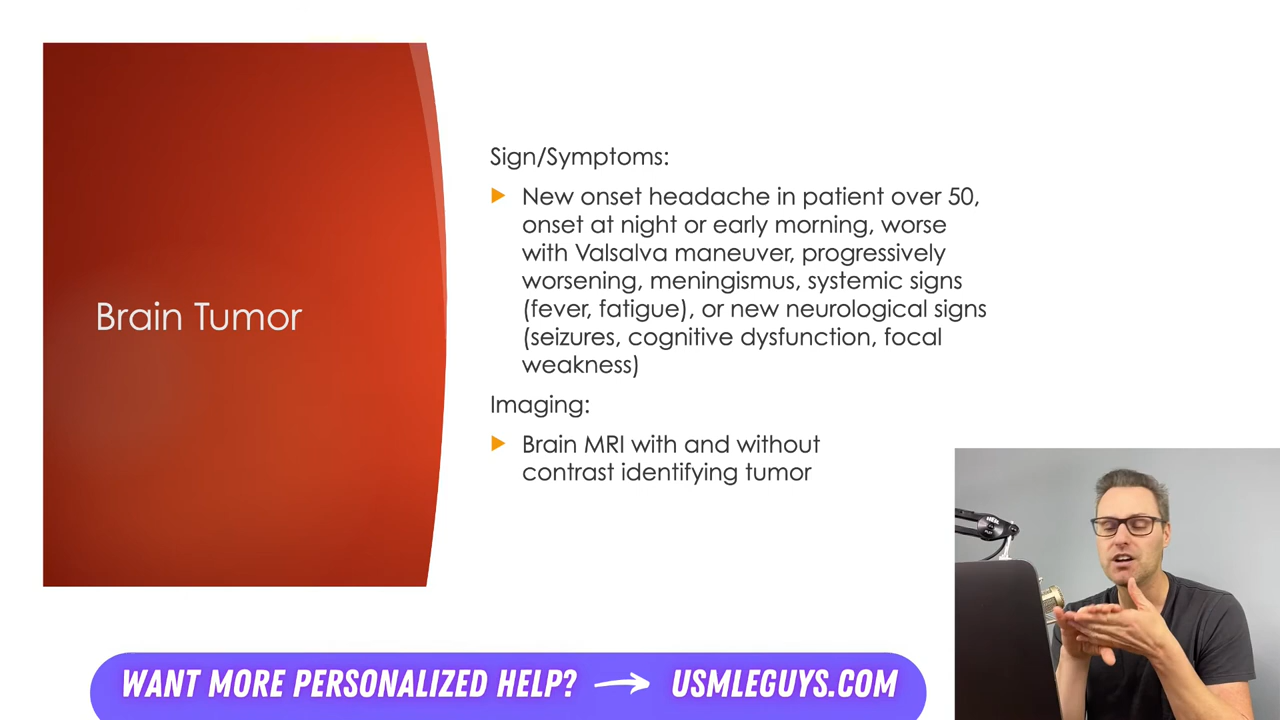 Brain Tumor
Sign/Symptoms:
New onset headache in patient over 50,
onset at night or early morning, worse
with Valsalva maneuver, progressively
worsening, meningismus, systemic signs
(fever, fatigue), or new neurological signs
(seizures, cognitive dysfunction, focal
weakness)
Imaging:
Brain MRI with and without
contrast identifying tumor
WANT MORE PERSONALIZED HELP? → USMLEGUYS.COM